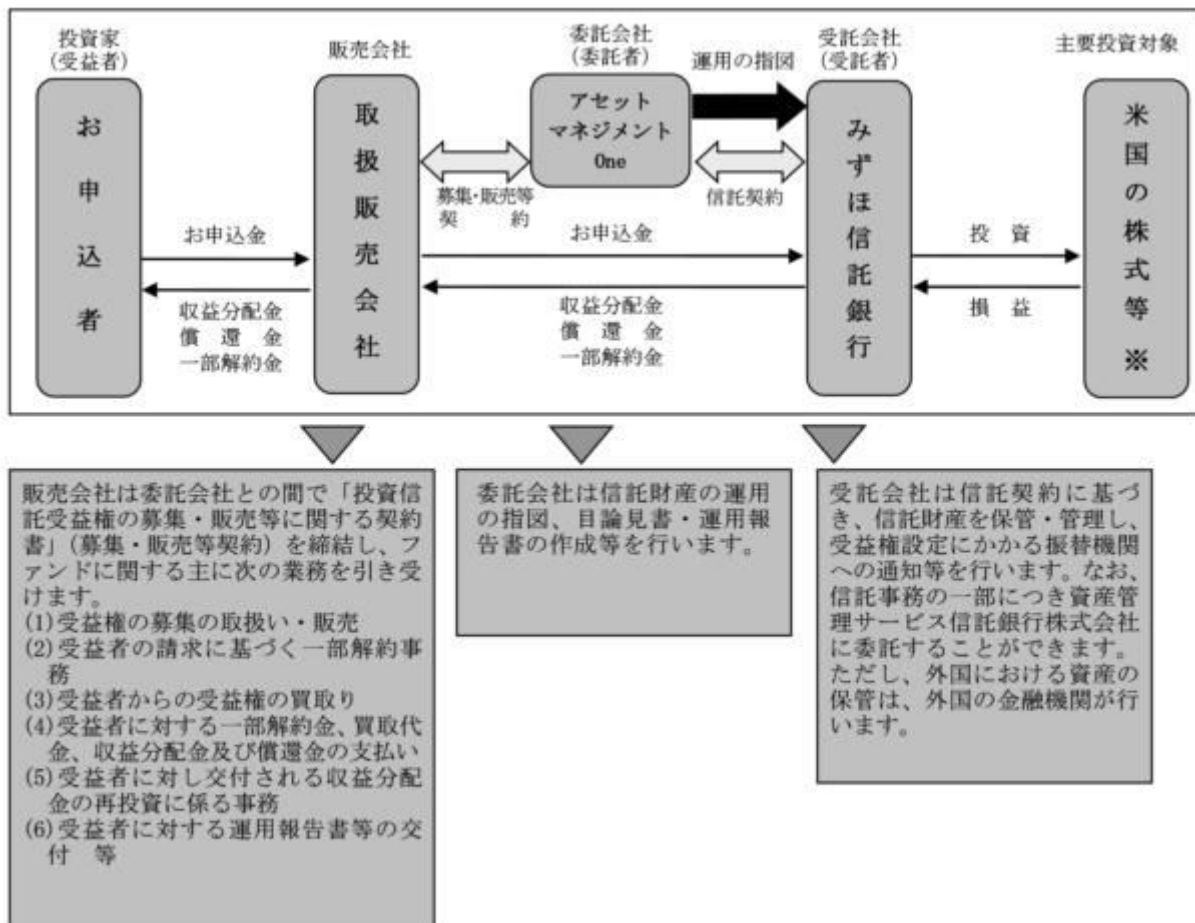 投資家
(受益者)
販売会社
委託会社
(委託者)
運用の指図
受託会社
(受託者)
主要投資対象
お申込者
取扱販売会社
アセット
マネジメント
One
みずほ信託銀行
米国の株式等※
募集・販売等
契 約
信託契約
お申込金
収益分配金
償 還 金
一部解約金
お申込金
収益分配金
償 還 金
一部解約金
投 資
損 益
販売会社は委託会社との間で「投資信
託受益権の募集・販売等に関する契約
書」(募集・販売等契約)を締結し、フ
ァンドに関する主に次の業務を引き受
けます。
(1)受益権の募集の取扱い・販売
(2)受益者の請求に基づく一部解約事
務
(3)受益者からの受益権の買取り
(4)受益者に対する一部解約金、買取代
金、収益分配金及び償還金の支払い
(5)受益者に対し交付される収益分配
金の再投資に係る事務
(6)受益者に対する運用報告書等の交
付 等
委託会社は信託財産の運用
の指図、目論見書・運用報
告書の作成等を行います。
受託会社は信託契約に基づ
き、信託財産を保管・管理し、
受益権設定にかかる振替機関
への通知等を行います。なお、
信託事務の一部につき資産管
理サービス信託銀行株式会社
に委託することができます。
ただし、外国における資産の
保管は、外国の金融機関が行
います。